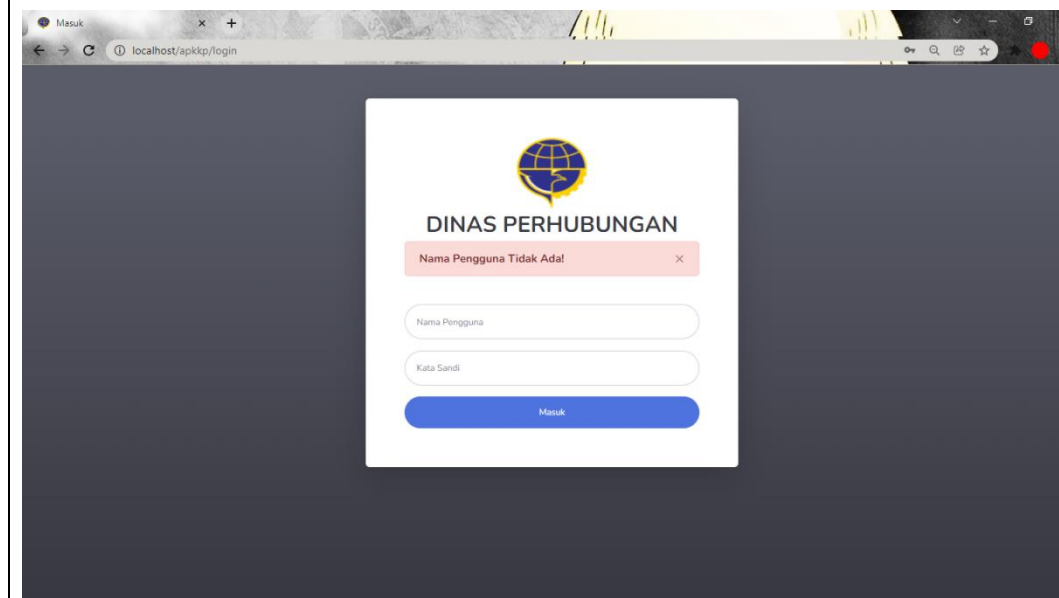 Masuk
localhost/apkkp/login
DINAS PERHUBUNGAN
Nama Pengguna Tidak Ada!
Nama Pengguna
Kata Sandi
Masuk